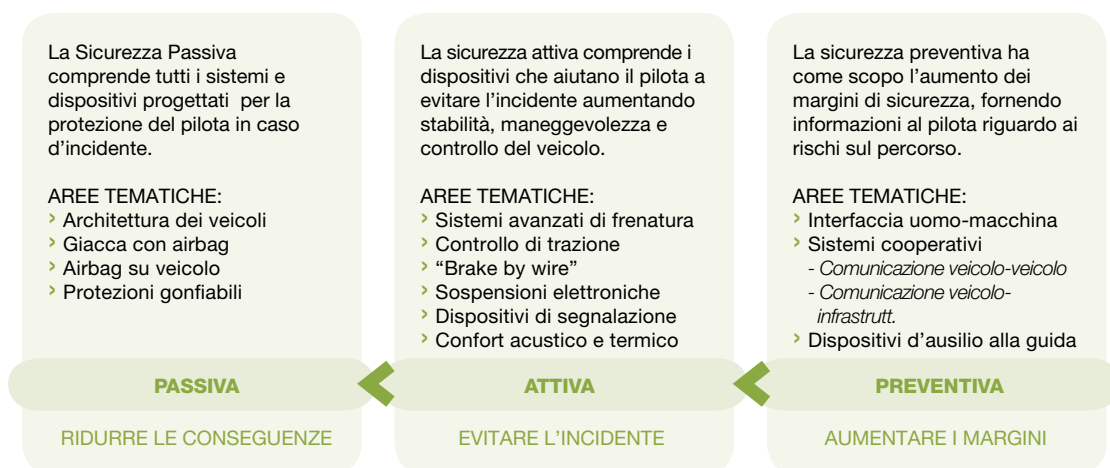 La Sicurezza Passiva
comprende tutti i sistemi e
dispositivi progettati per la
protezione del pilota in caso
d’incidente.
AREE TEMATICHE:
› Architettura dei veicoli
› Giacca con airbag
› Airbag su veicolo
› Protezioni gonfiabili
PASSIVA
RIDURRE LE CONSEGUENZE
La sicurezza attiva comprende i
dispositivi che aiutano il pilota a
evitare l’incidente aumentando
stabilità, maneggevolezza e
controllo del veicolo.
AREE TEMATICHE:
› Sistemi avanzati di frenatura
› Controllo di trazione
› “Brake by wire”
› Sospensioni elettroniche
› Dispositivi di segnalazione
› Confort acustico e termico
ATTIVA
EVITARE L’INCIDENTE
La sicurezza preventiva ha
come scopo l’aumento dei
margini di sicurezza, fornendo
informazioni al pilota riguardo ai
rischi sul percorso.
AREE TEMATICHE:
› Interfaccia uomo-macchina
› Sistemi cooperativi
- Comunicazione veicolo-veicolo
- Comunicazione veicolo-
infrastrutt.
› Dispositivi d’ausilio alla guida
PREVENTIVA
AUMENTARE I MARGINI